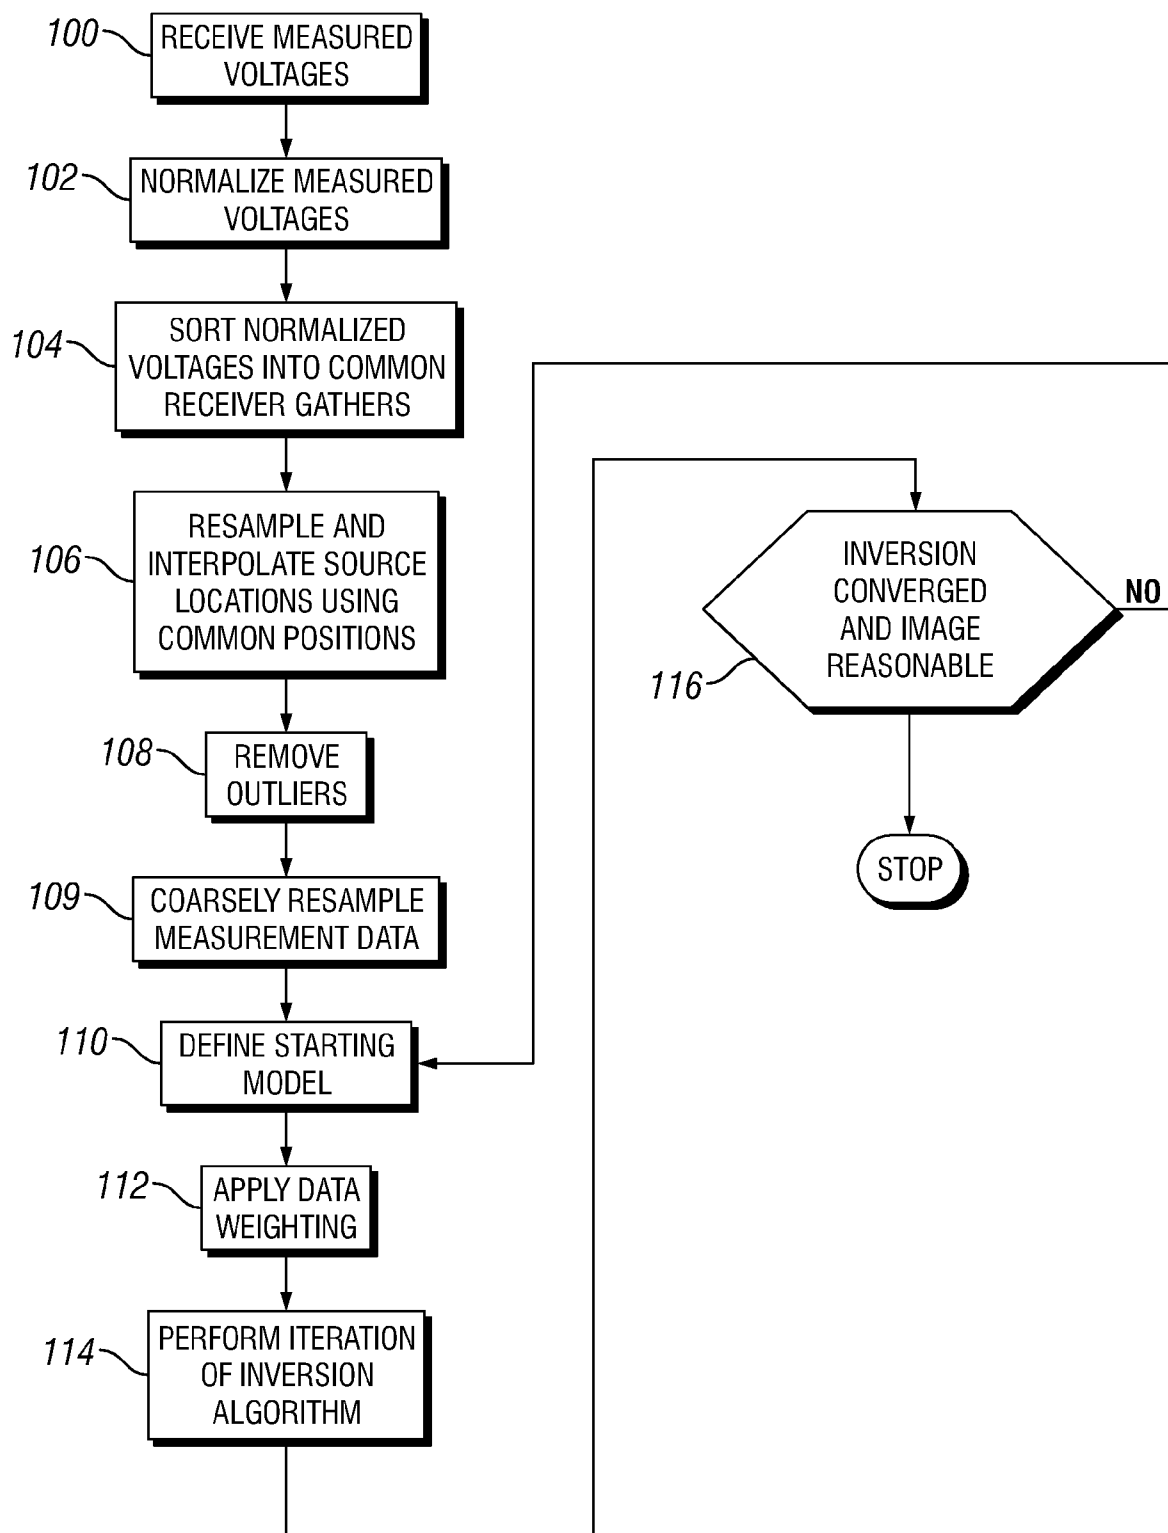 100
RECEIVE MEASURED
VOLTAGES
102
NORMALIZE MEASURED
VOLTAGES
104
SORT NORMALIZED
VOLTAGES INTO COMMON
RECEIVER GATHERS
106
RESAMPLE AND
INTERPOLATE SOURCE
LOCATIONS USING
COMMON POSITIONS
108
REMOVE
OUTLIERS
109
COARSELY RESAMPLE
MEASUREMENT DATA
110
DEFINE STARTING
MODEL
112
APPLY DATA
WEIGHTING
114
PERFORM ITERATION
OF INVERSION
ALGORITHM
116
INVERSION
CONVERGED
AND IMAGE
REASONABLE
NO
STOP